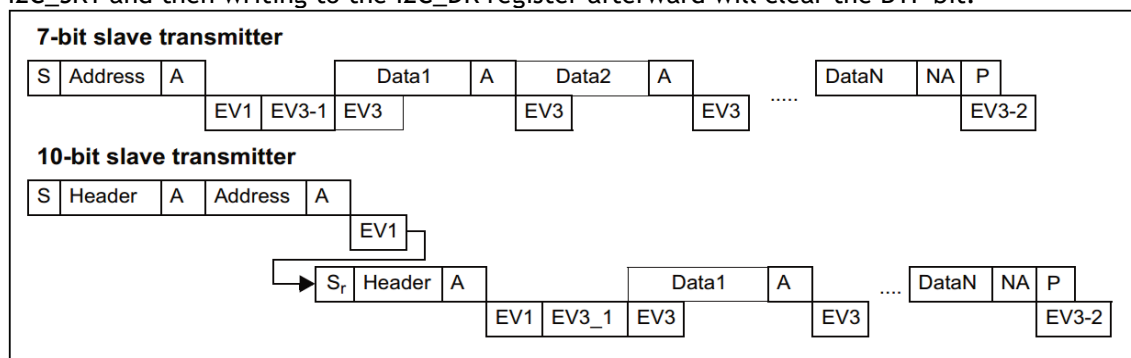 I2C_SR1 and then writing to the I2C_DR register afterward will clear the BTF bit.
7-bit slave transmitter
S Address A Data1 A Data2 A ..... DataN NA P
EV1 EV3-1 EV3 EV3 EV3 EV3-2
10-bit slave transmitter
S Header A Address A
EV1
Sr Header A Data1 A .... DataN NA P
EV1 EV3_1 EV3 EV3 EV3-2